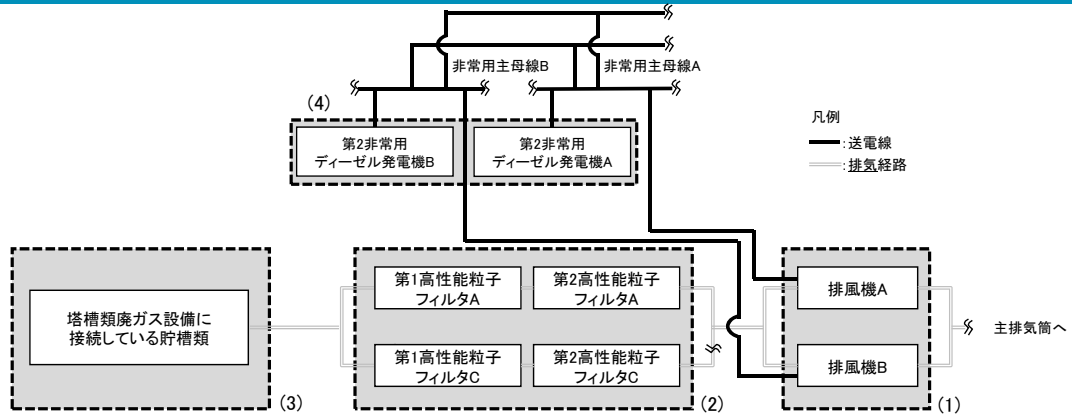 非常用主母線B
非常用主母線A
(4)
第2非常用
ディーゼル発電機B
第2非常用
ディーゼル発電機A
凡例
:送電線
:排気経路
塔槽類廃ガス設備に
接続している貯槽類
(3)
第1高性能粒子
フィルタA
第2高性能粒子
フィルタA
第1高性能粒子
フィルタC
第2高性能粒子
フィルタC
(2)
排風機A
排風機B
(1)
主排気筒へ